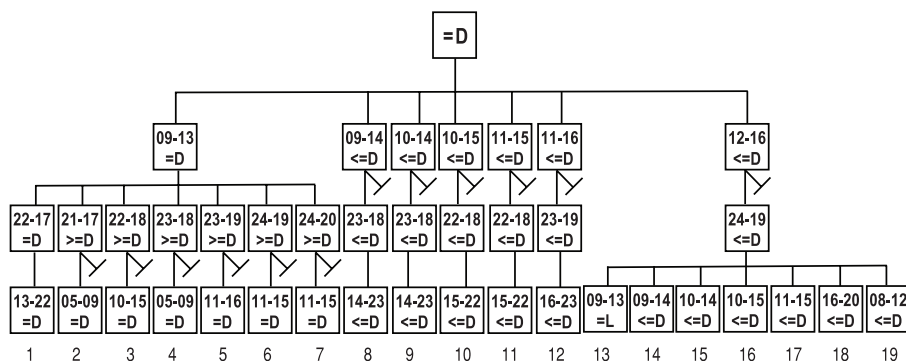 =D
09-13 09-14 10-14 10-15 11-15 11-16 12-16
=D <=D <=D <=D <=D <=D <=D
22-17 21-17 22-18 23-18 23-19 24-19 24-20 23-18 23-18 22-18 22-18 23-19 24-19
=D >=D >=D >=D >=D >=D >=D <=D <=D <=D <=D <=D <=D
13-22 05-09 10-15 05-09 11-16 11-15 11-15 14-23 14-23 15-22 15-22 16-23 09-13 09-14 10-14 10-15 11-15 16-20 08-12
=D =D =D =D =D =D =D <=D <=D <=D <=D <=D =L <=D <=D <=D <=D <=D <=D
1 2 3 4 5 6 7 8 9 10 11 12 13 14 15 16 17 18 19